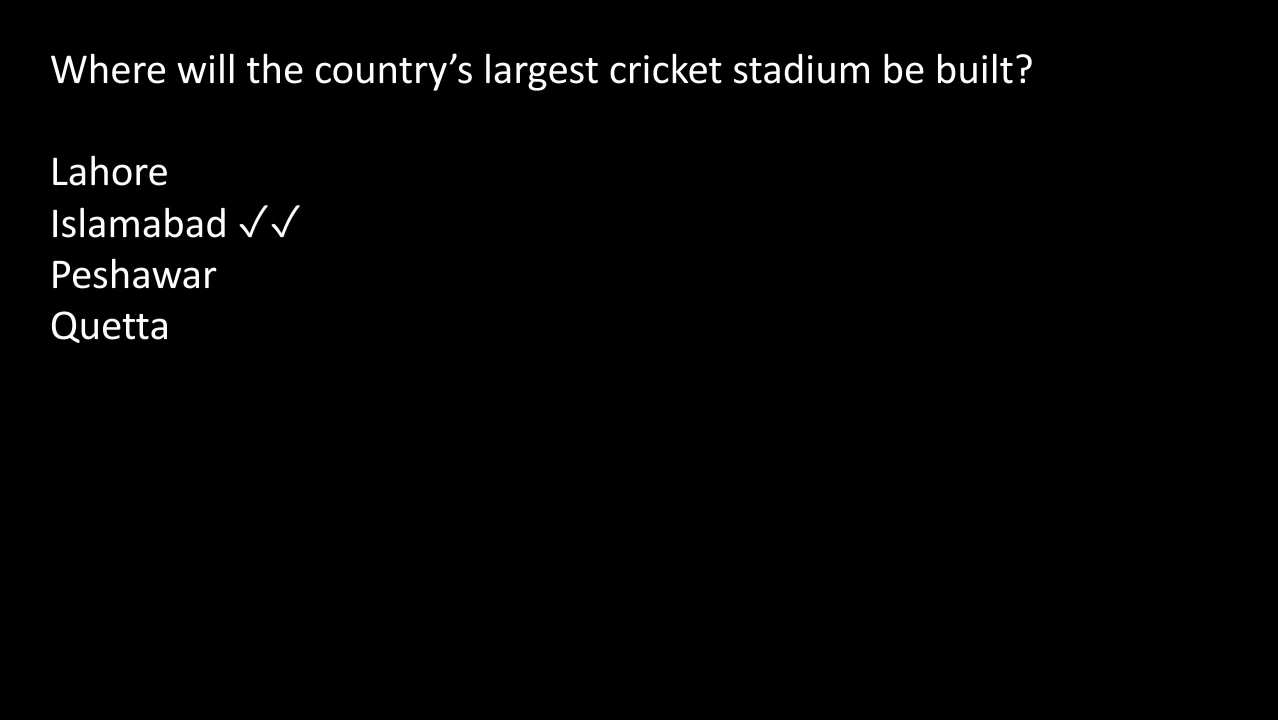 Where will the country’s largest cricket stadium be built?
Lahore
Islamabad ✓✓
Peshawar
Quetta